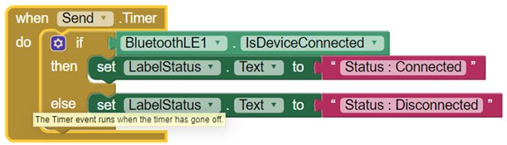 when Send .Timer
do if BluetoothLE1 . IsDeviceConnected
then set LabelStatus . Text to " Status : Connected "
else set LabelStatus . Text to " Status : Disconnected "
The Timer event runs when the timer has gone off.